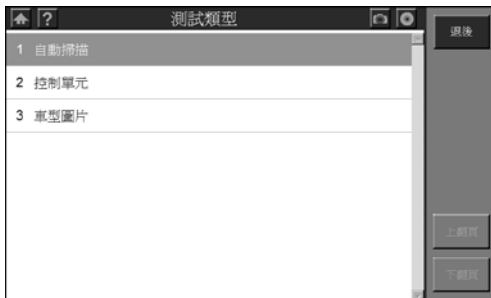 ? 測試類型
退後
1 自動掃描
2 控制單元
3 車型圖片
上翻頁
下翻頁